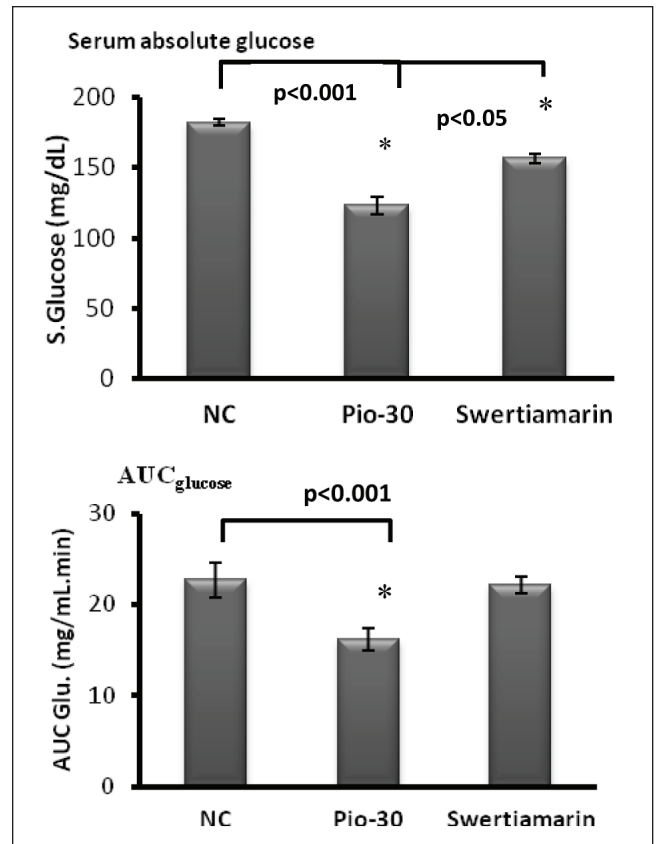 Serum absolute glucose
p<0.001
*
p<0.05
*
S.Glucose (mg/dL)
200
150
100
50
0
NC Pio-30 Swertiamarin
AUCglucose
p<0.001
*
AUC Glu. (mg/mL.min)
30
20
10
0
NC Pio-30 Swertiamarin